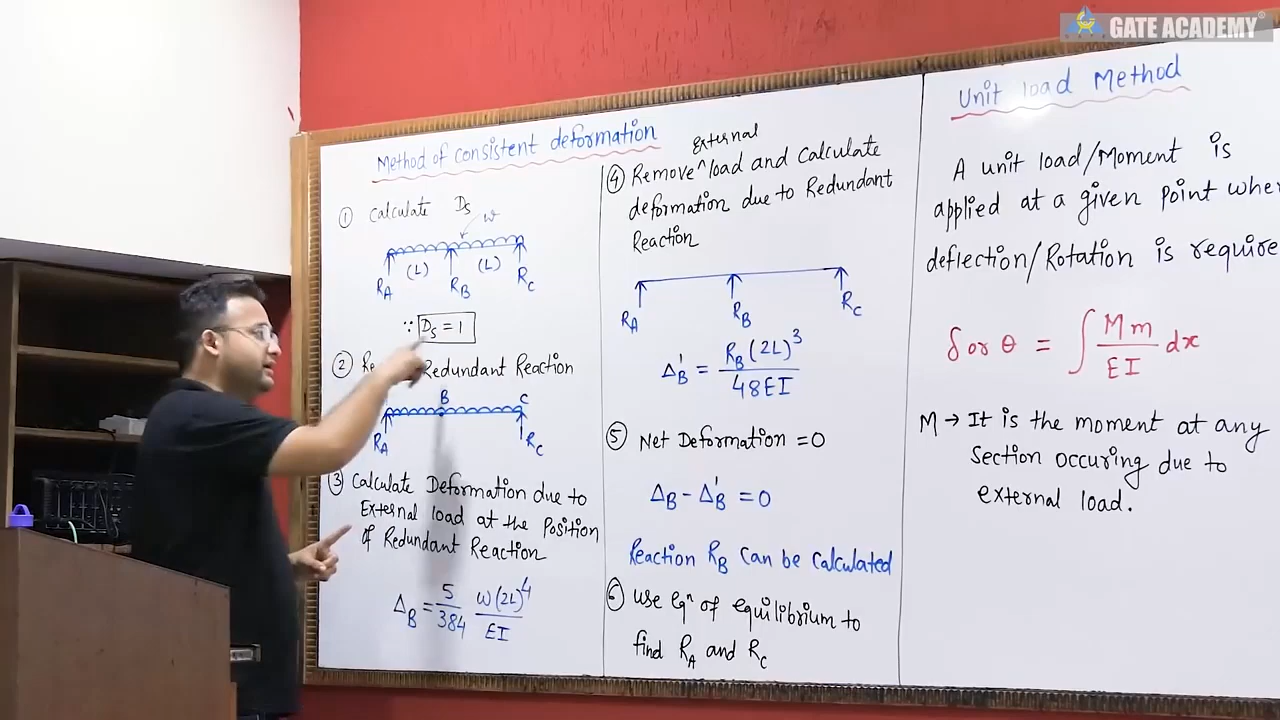 GATE ACADEMY
Method of consistent deformation
① Calculate Ds
w
(L) (L)
RA RB RC
∵ Ds = 1
② Redundant Reaction
B C
RA RC
③ Calculate Deformation due to
External load at the Position
of Redundant Reaction
ΔB = 5/384 w(2L)⁴/EI
external
④ Remove ^ load and Calculate
deformation due to Redundant
Reaction
RA RB RC
Δ'B = RB(2L)³/48EI
⑤ Net Deformation = 0
ΔB - Δ'B = 0
Reaction RB Can be Calculated
⑥ Use Eqⁿ of equilibrium to
find RA and RC
Unit load Method
A unit load/Moment is
applied at a given point
deflection/Rotation is
δ or θ = ∫ Mm/EI dx
M → It is the moment at any
Section occuring due to
external load.